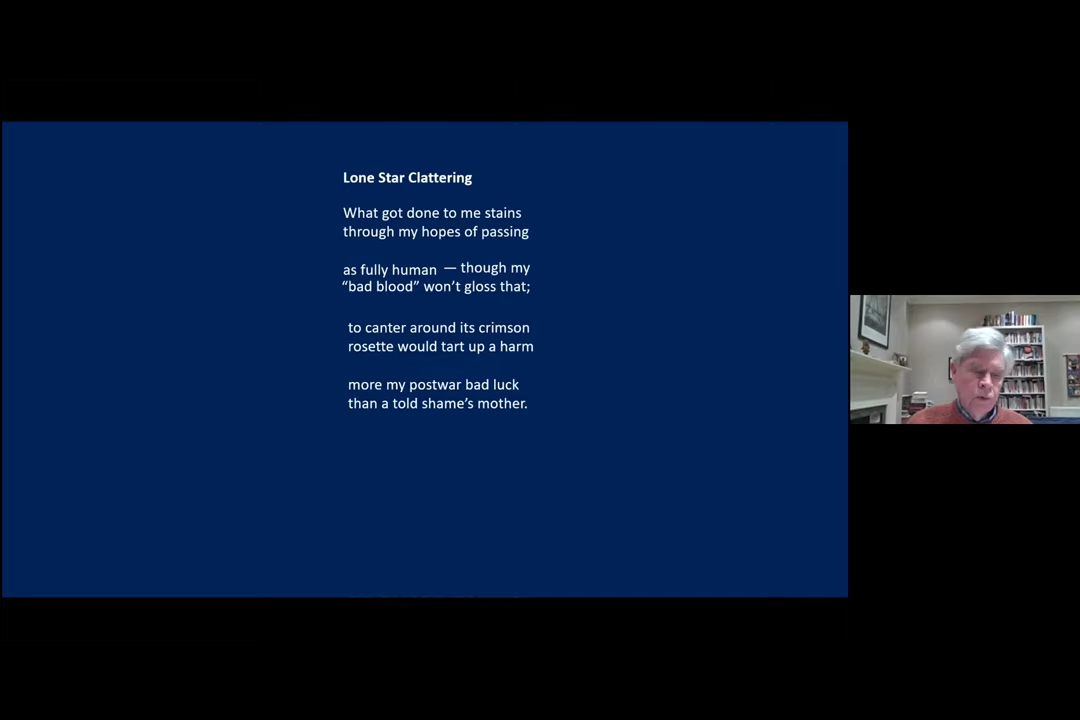 Lone Star Clattering
What got done to me stains
through my hopes of passing
as fully human — though my
“bad blood” won’t gloss that;
to canter around its crimson
rosette would tart up a harm
more my postwar bad luck
than a told shame’s mother.